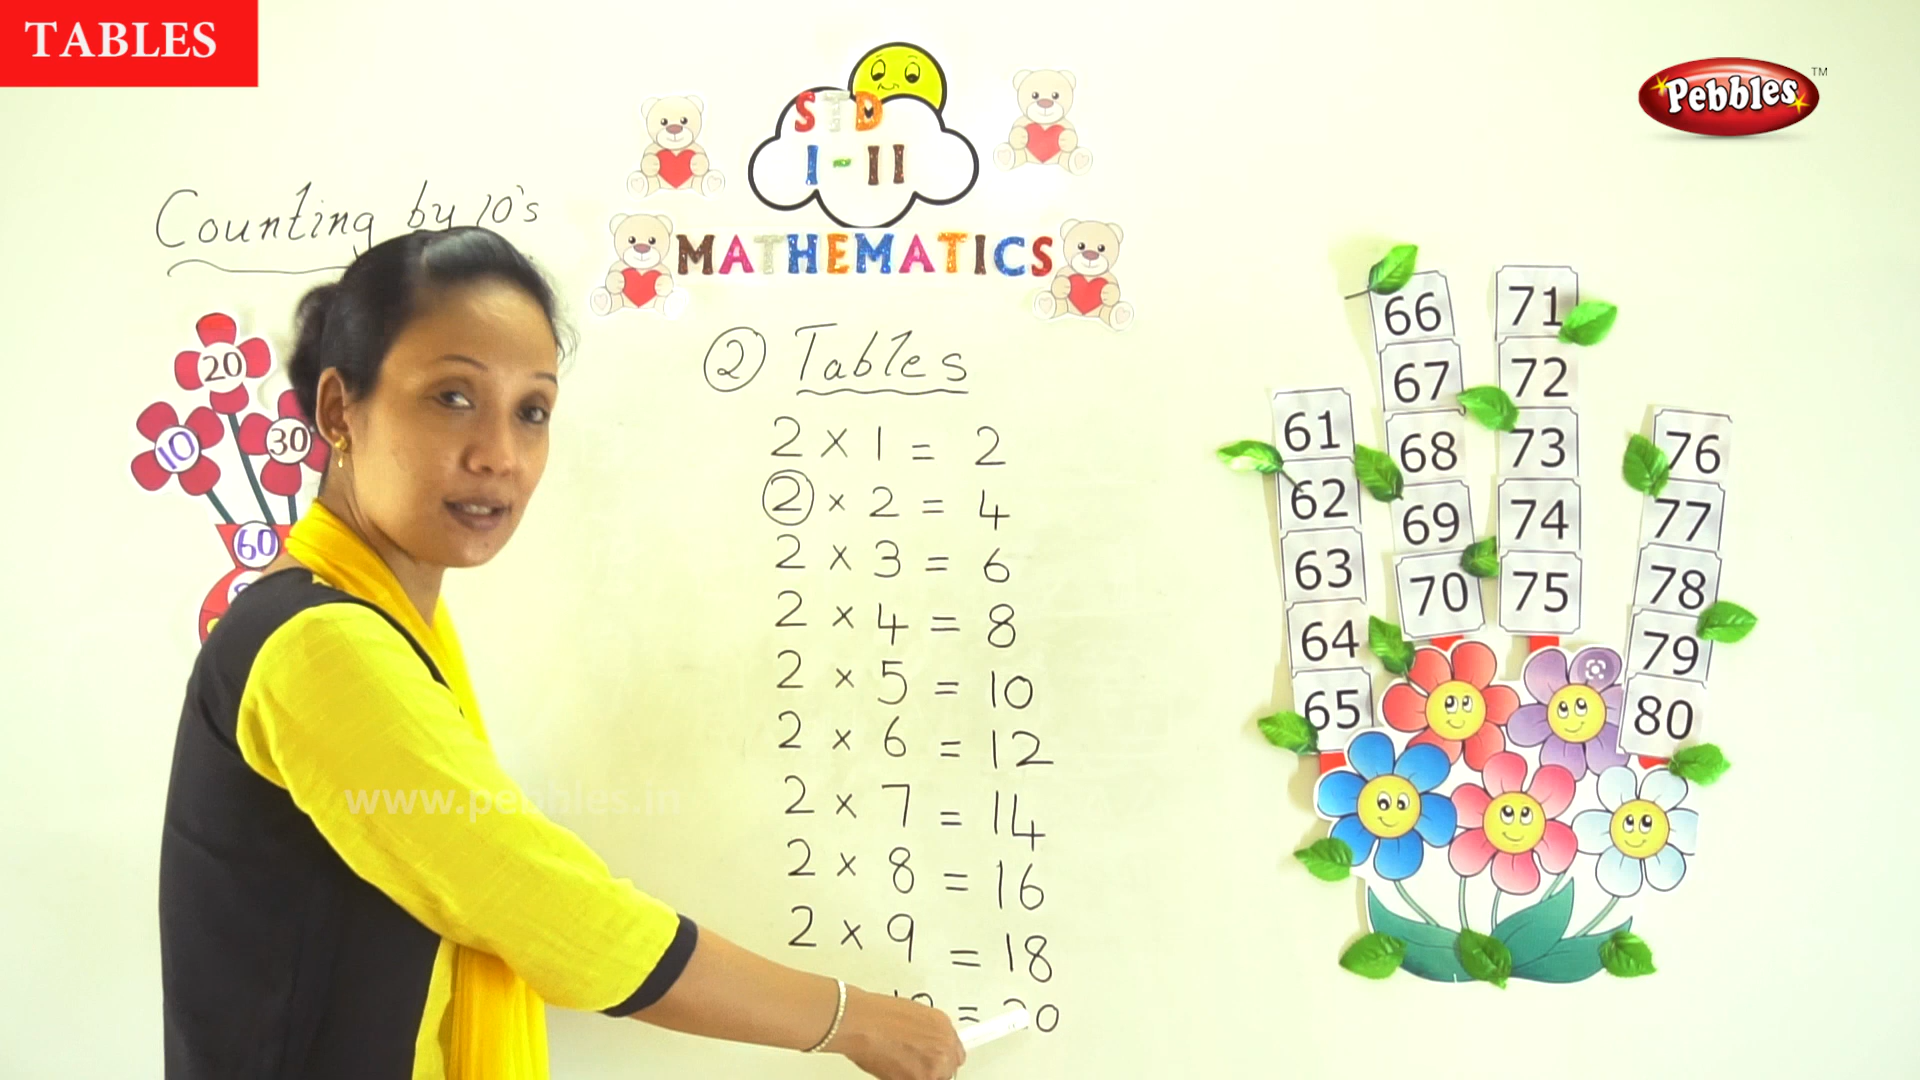 TABLES
Pebbles™
STD
I-II
MATHEMATICS
Counting by 10's
20
10
30
60
② Tables
2 × 1 = 2
② × 2 = 4
2 × 3 = 6
2 × 4 = 8
2 × 5 = 10
2 × 6 = 12
2 × 7 = 14
2 × 8 = 16
2 × 9 = 18
10 = 20
61
62
63
64
65
66
67
68
69
70
71
72
73
74
75
76
77
78
79
80
www.pebbles.in